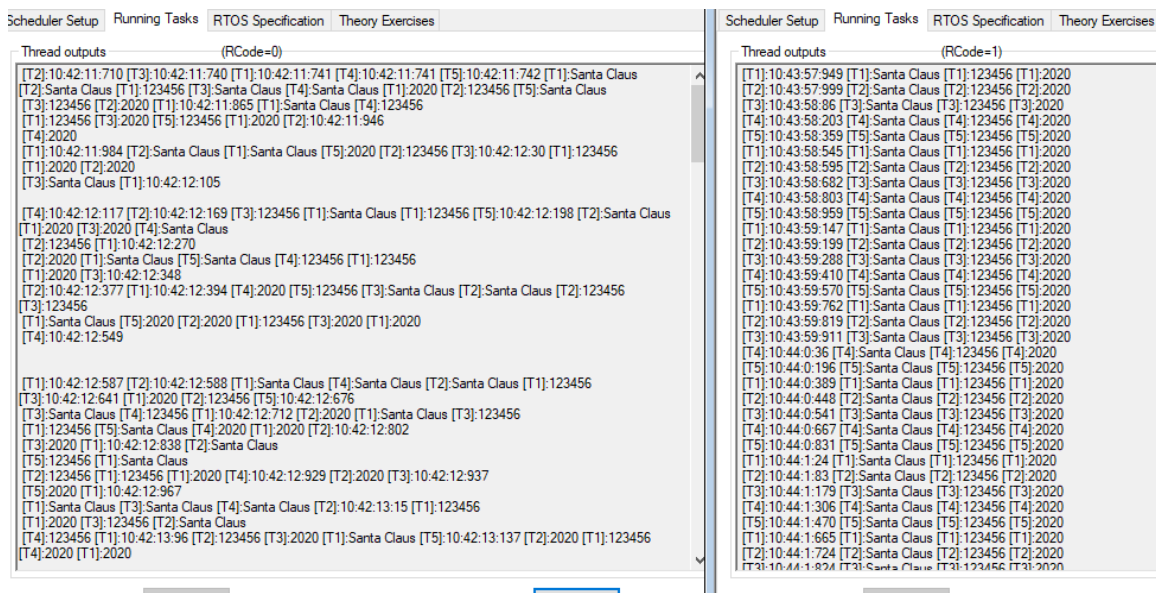 Scheduler Setup Running Tasks RTOS Specification Theory Exercises
Thread outputs (RCode=0)
[T2]:10:42:11:710 [T3]:10:42:11:740 [T1]:10:42:11:741 [T4]:10:42:11:741 [T5]:10:42:11:742 [T1]:Santa Claus
[T2]:Santa Claus [T1]:123456 [T3]:Santa Claus [T4]:Santa Claus [T1]:2020 [T2]:123456 [T5]:Santa Claus
[T3]:123456 [T2]:2020 [T1]:10:42:11:865 [T1]:Santa Claus [T4]:123456
[T1]:123456 [T3]:2020 [T5]:123456 [T1]:2020 [T2]:10:42:11:946
[T4]:2020
[T1]:10:42:11:984 [T2]:Santa Claus [T1]:Santa Claus [T5]:2020 [T2]:123456 [T3]:10:42:12:30 [T1]:123456
[T1]:2020 [T2]:2020
[T3]:Santa Claus [T1]:10:42:12:105
[T4]:10:42:12:117 [T2]:10:42:12:169 [T3]:123456 [T1]:Santa Claus [T1]:123456 [T5]:10:42:12:198 [T2]:Santa Claus
[T1]:2020 [T3]:2020 [T4]:Santa Claus
[T2]:123456 [T1]:10:42:12:270
[T2]:2020 [T1]:Santa Claus [T5]:Santa Claus [T4]:123456 [T1]:123456
[T1]:2020 [T3]:10:42:12:348
[T2]:10:42:12:377 [T1]:10:42:12:394 [T4]:2020 [T5]:123456 [T3]:Santa Claus [T2]:Santa Claus [T2]:123456
[T3]:123456
[T1]:Santa Claus [T5]:2020 [T2]:2020 [T1]:123456 [T3]:2020 [T1]:2020
[T4]:10:42:12:549
[T1]:10:42:12:587 [T2]:10:42:12:588 [T1]:Santa Claus [T4]:Santa Claus [T2]:Santa Claus [T1]:123456
[T3]:10:42:12:641 [T1]:2020 [T2]:123456 [T5]:10:42:12:676
[T3]:Santa Claus [T4]:123456 [T1]:10:42:12:712 [T2]:2020 [T1]:Santa Claus [T3]:123456
[T1]:123456 [T5]:Santa Claus [T4]:2020 [T1]:2020 [T2]:10:42:12:802
[T3]:2020 [T1]:10:42:12:838 [T2]:Santa Claus
[T5]:123456 [T1]:Santa Claus
[T2]:123456 [T1]:123456 [T1]:2020 [T4]:10:42:12:929 [T2]:2020 [T3]:10:42:12:937
[T5]:2020 [T1]:10:42:12:967
[T1]:Santa Claus [T3]:Santa Claus [T4]:Santa Claus [T2]:10:42:13:15 [T1]:123456
[T1]:2020 [T3]:123456 [T2]:Santa Claus
[T4]:123456 [T1]:10:42:13:96 [T2]:123456 [T3]:2020 [T1]:Santa Claus [T5]:10:42:13:137 [T2]:2020 [T1]:123456
[T4]:2020 [T1]:2020
Scheduler Setup Running Tasks RTOS Specification Theory Exercises
Thread outputs (RCode=1)
[T1]:10:43:57:949 [T1]:Santa Claus [T1]:123456 [T1]:2020
[T2]:10:43:57:999 [T2]:Santa Claus [T2]:123456 [T2]:2020
[T3]:10:43:58:86 [T3]:Santa Claus [T3]:123456 [T3]:2020
[T4]:10:43:58:203 [T4]:Santa Claus [T4]:123456 [T4]:2020
[T5]:10:43:58:359 [T5]:Santa Claus [T5]:123456 [T5]:2020
[T1]:10:43:58:545 [T1]:Santa Claus [T1]:123456 [T1]:2020
[T2]:10:43:58:595 [T2]:Santa Claus [T2]:123456 [T2]:2020
[T3]:10:43:58:682 [T3]:Santa Claus [T3]:123456 [T3]:2020
[T4]:10:43:58:803 [T4]:Santa Claus [T4]:123456 [T4]:2020
[T5]:10:43:58:959 [T5]:Santa Claus [T5]:123456 [T5]:2020
[T1]:10:43:59:147 [T1]:Santa Claus [T1]:123456 [T1]:2020
[T2]:10:43:59:199 [T2]:Santa Claus [T2]:123456 [T2]:2020
[T3]:10:43:59:288 [T3]:Santa Claus [T3]:123456 [T3]:2020
[T4]:10:43:59:410 [T4]:Santa Claus [T4]:123456 [T4]:2020
[T5]:10:43:59:570 [T5]:Santa Claus [T5]:123456 [T5]:2020
[T1]:10:43:59:762 [T1]:Santa Claus [T1]:123456 [T1]:2020
[T2]:10:43:59:819 [T2]:Santa Claus [T2]:123456 [T2]:2020
[T3]:10:43:59:911 [T3]:Santa Claus [T3]:123456 [T3]:2020
[T4]:10:44:0:36 [T4]:Santa Claus [T4]:123456 [T4]:2020
[T5]:10:44:0:196 [T5]:Santa Claus [T5]:123456 [T5]:2020
[T1]:10:44:0:389 [T1]:Santa Claus [T1]:123456 [T1]:2020
[T2]:10:44:0:448 [T2]:Santa Claus [T2]:123456 [T2]:2020
[T3]:10:44:0:541 [T3]:Santa Claus [T3]:123456 [T3]:2020
[T4]:10:44:0:667 [T4]:Santa Claus [T4]:123456 [T4]:2020
[T5]:10:44:0:831 [T5]:Santa Claus [T5]:123456 [T5]:2020
[T1]:10:44:1:24 [T1]:Santa Claus [T1]:123456 [T1]:2020
[T2]:10:44:1:83 [T2]:Santa Claus [T2]:123456 [T2]:2020
[T3]:10:44:1:179 [T3]:Santa Claus [T3]:123456 [T3]:2020
[T4]:10:44:1:306 [T4]:Santa Claus [T4]:123456 [T4]:2020
[T5]:10:44:1:470 [T5]:Santa Claus [T5]:123456 [T5]:2020
[T1]:10:44:1:665 [T1]:Santa Claus [T1]:123456 [T1]:2020
[T2]:10:44:1:724 [T2]:Santa Claus [T2]:123456 [T2]:2020
[T3]:10:44:1:824 [T3]:Santa Claus [T3]:123456 [T3]:2020